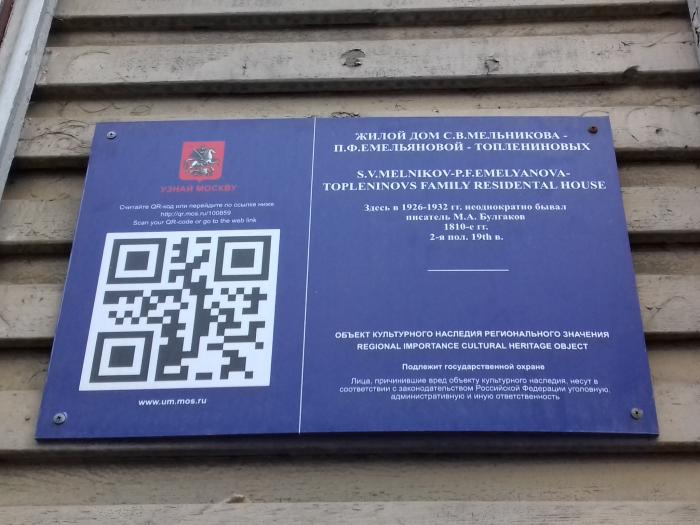 УЗНАЙ МОСКВУ
Считайте QR-код или перейдите по ссылке ниже
http://qr.mos.ru/100859
Scan your QR-code or go to the web link
www.um.mos.ru
ЖИЛОЙ ДОМ С.В.МЕЛЬНИКОВА -
П.Ф.ЕМЕЛЬЯНОВОЙ - ТОПЛЕНИНОВЫХ
S.V.MELNIKOV-P.F.EMELYANOVA-
TOPLENINOVS FAMILY RESIDENTAL HOUSE
Здесь в 1926-1932 гг. неоднократно бывал
писатель М.А. Булгаков
1810-е гг.
2-я пол. 19th в.
ОБЪЕКТ КУЛЬТУРНОГО НАСЛЕДИЯ РЕГИОНАЛЬНОГО ЗНАЧЕНИЯ
REGIONAL IMPORTANCE CULTURAL HERITAGE OBJECT
Подлежит государственной охране
Лица, причинившие вред объекту культурного наследия, несут в
соответствии с законодательством Российской Федерации уголовную,
административную и иную ответственность